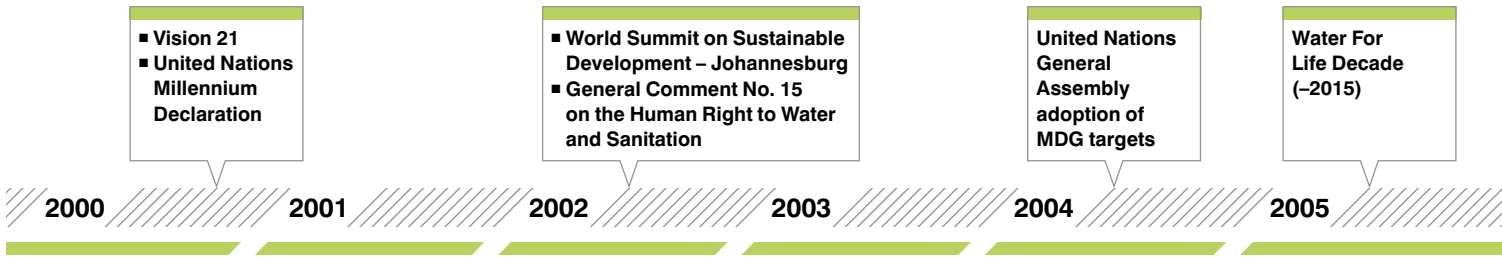 ■ Vision 21
■ United Nations
Millennium
Declaration
■ World Summit on Sustainable
Development – Johannesburg
■ General Comment No. 15
on the Human Right to Water
and Sanitation
United Nations
General
Assembly
adoption of
MDG targets
Water For
Life Decade
(–2015)
2000
2001
2002
2003
2004
2005